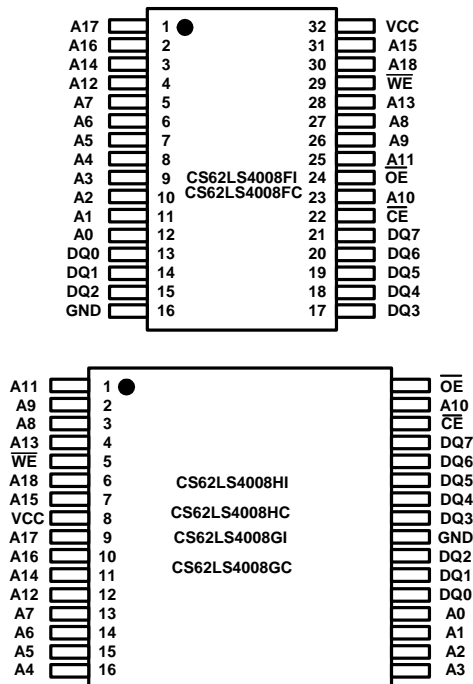 A17 1 32 VCC
A16 2 31 A15
A14 3 30 A18
A12 4 29 WE
A7 5 28 A13
A6 6 27 A8
A5 7 26 A9
A4 8 25 A11
A3 9 CS62LS4008FI 24 OE
A2 10 CS62LS4008FC 23 A10
A1 11 22 CE
A0 12 21 DQ7
DQ0 13 20 DQ6
DQ1 14 19 DQ5
DQ2 15 18 DQ4
GND 16 17 DQ3
A11 1 OE
A9 2 A10
A8 3 CE
A13 4 DQ7
WE 5 DQ6
A18 6 CS62LS4008HI DQ5
A15 7 DQ4
VCC 8 CS62LS4008HC DQ3
A17 9 CS62LS4008GI GND
A16 10 DQ2
A14 11 CS62LS4008GC DQ1
A12 12 DQ0
A7 13 A0
A6 14 A1
A5 15 A2
A4 16 A3